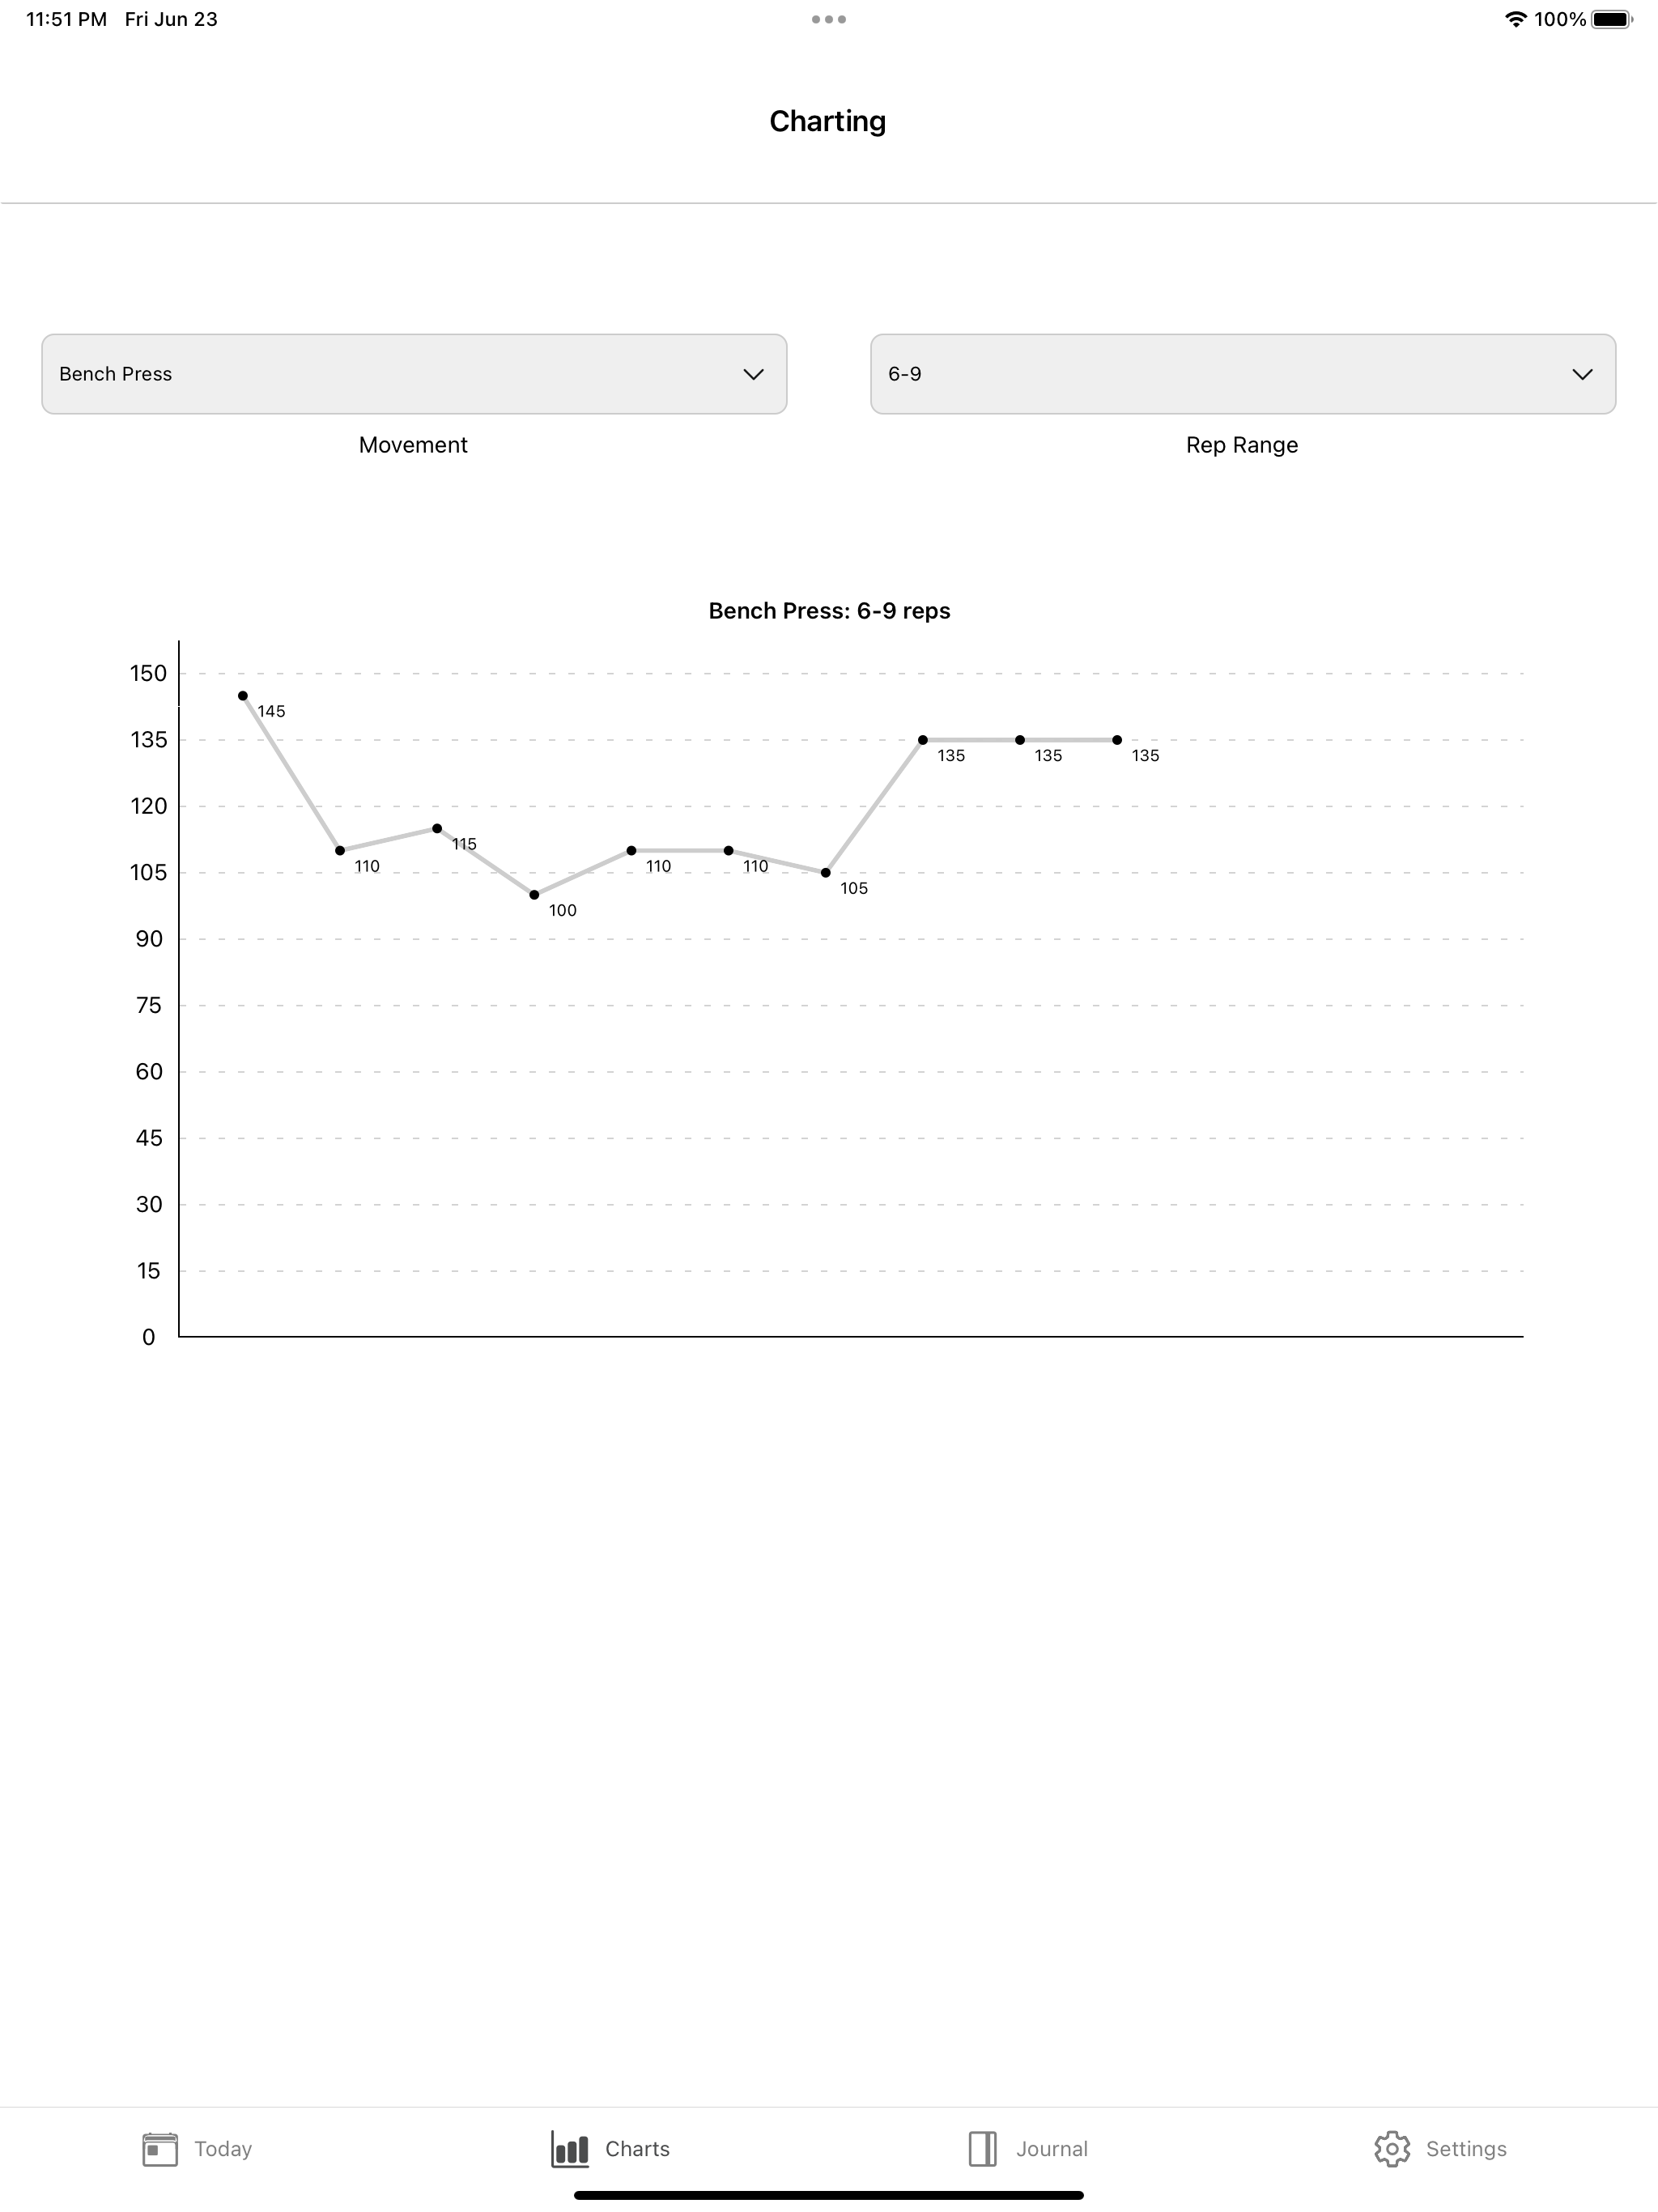 11:51 PM Fri Jun 23 100%
Charting
Bench Press 6-9
Movement Rep Range
Bench Press: 6-9 reps
150
145
135
135 135 135
120
115
110 110 110
105
105
100
90
75
60
45
30
15
0
Today Charts Journal Settings